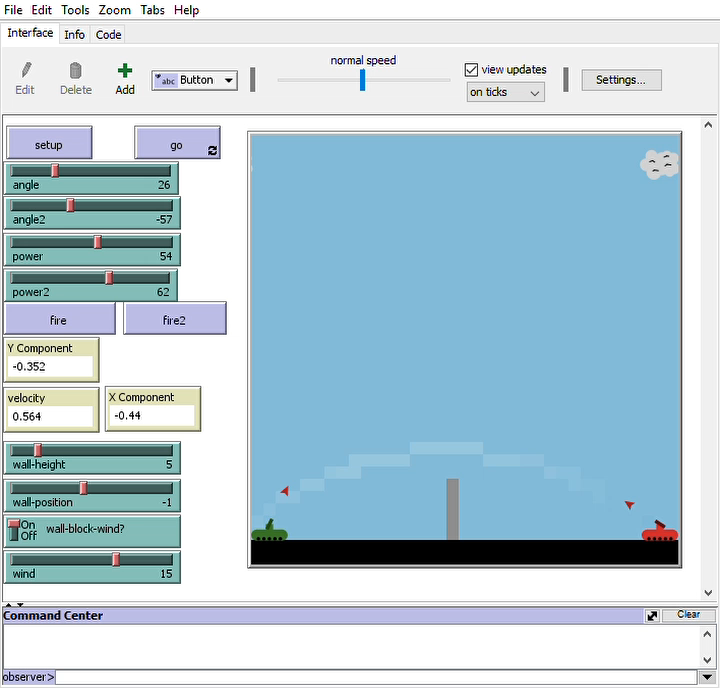 File Edit Tools Zoom Tabs Help
Interface Info Code
normal speed
Edit Delete Add abc Button view updates on ticks Settings...
setup go
angle 26
angle2 -57
power 54
power2 62
fire fire2
Y Component
-0.352
velocity X Component
0.564 -0.44
wall-height 5
wall-position -1
On
Off wall-block-wind?
wind 15
Command Center Clear
observer>